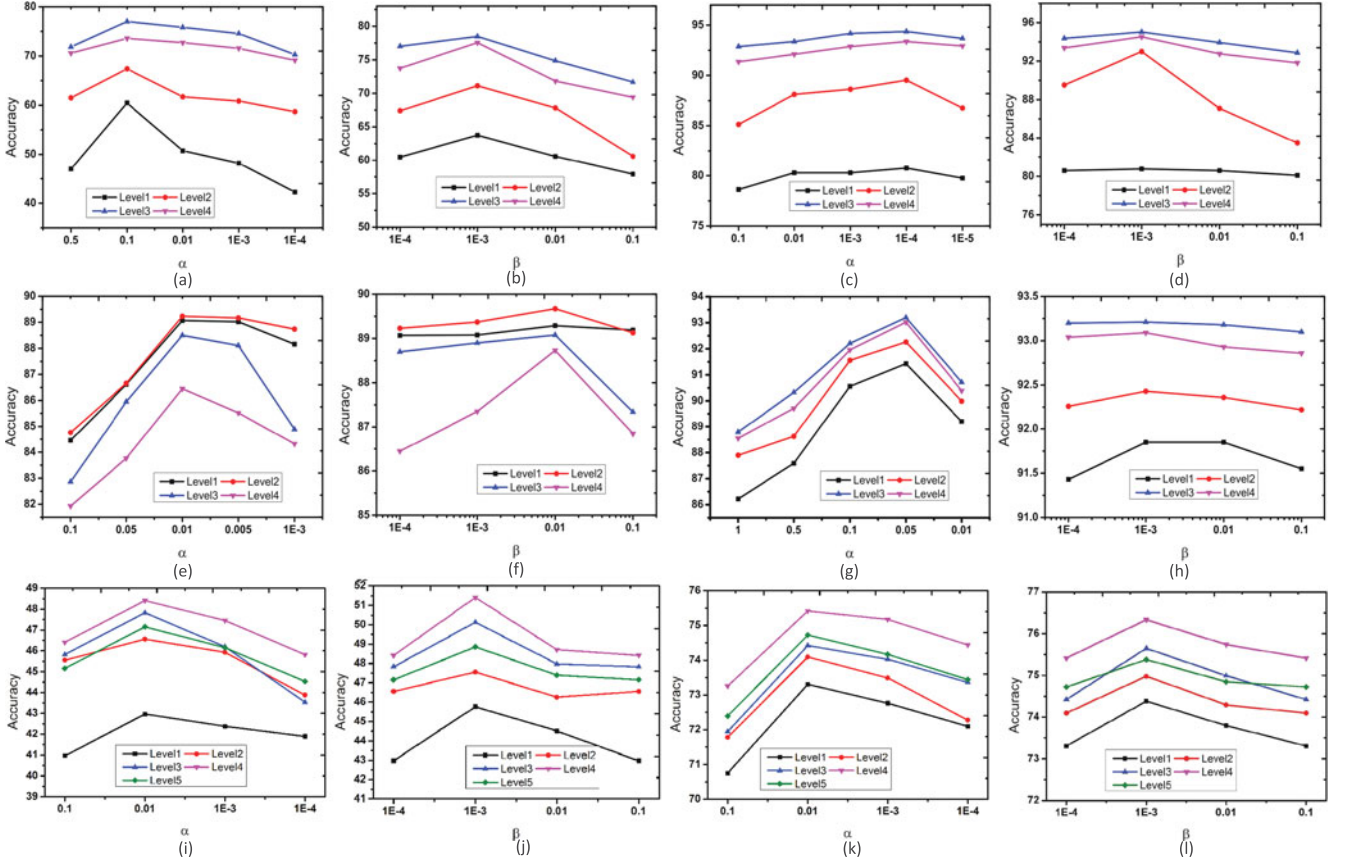 80
70
60
50
40
Accuracy
Level1 Level2
Level3 Level4
0.5 0.1 0.01 1E-3 1E-4
α
(a)
80
75
70
65
60
55
50
Accuracy
Level1 Level2
Level3 Level4
1E-4 1E-3 0.01 0.1
β
(b)
95
90
85
80
75
Accuracy
Level1 Level2
Level3 Level4
0.1 0.01 1E-3 1E-4 1E-5
α
(c)
96
92
88
84
80
76
Accuracy
Level1 Level2
Level3 Level4
1E-4 1E-3 0.01 0.1
β
(d)
90
89
88
87
86
85
84
83
82
Accuracy
Level1 Level2
Level3 Level4
0.1 0.05 0.01 0.005 1E-3
α
(e)
90
89
88
87
86
85
Accuracy
Level1 Level2
Level3 Level4
1E-4 1E-3 0.01 0.1
β
(f)
94
93
92
91
90
89
88
87
86
Accuracy
Level1 Level2
Level3 Level4
1 0.5 0.1 0.05 0.01
α
(g)
93.5
93.0
92.5
92.0
91.5
91.0
Accuracy
Level1 Level2
Level3 Level4
1E-4 1E-3 0.01 0.1
β
(h)
49
48
47
46
45
44
43
42
41
40
39
Accuracy
Level1 Level2
Level3 Level4
Level5
0.1 0.01 1E-3 1E-4
α
(i)
52
51
50
49
48
47
46
45
44
43
42
41
Accuracy
Level1 Level2
Level3 Level4
Level5
1E-4 1E-3 0.01 0.1
β
(j)
76
75
74
73
72
71
70
Accuracy
Level1 Level2
Level3 Level4
Level5
0.1 0.01 1E-3 1E-4
α
(k)
77
76
75
74
73
72
Accuracy
Level1 Level2
Level3 Level4
Level5
1E-4 1E-3 0.01 0.1
β
(l)